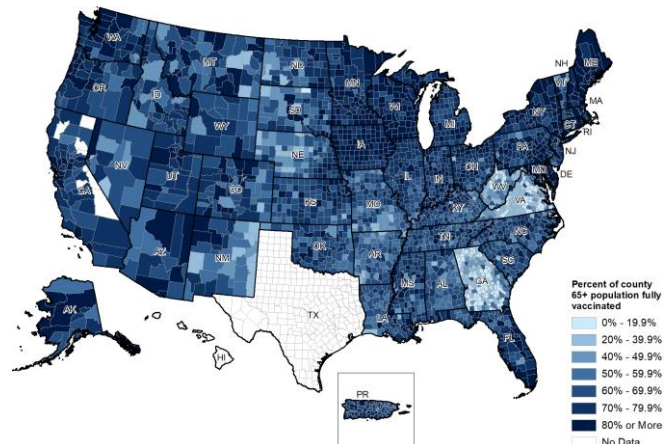 WA
MT
ND
MN
ME
NH
VT
OR
ID
SD
WI
NY
MA
WY
MI
CT
RI
NE
IA
PA
NJ
NV
UT
CO
IL
IN
OH
MD
DE
CA
KS
MO
WV
VA
KY
AZ
NM
OK
AR
TN
NC
SC
MS
AL
GA
TX
LA
FL
AK
HI
PR
Percent of county
65+ population fully
vaccinated
0% - 19.9%
20% - 39.9%
40% - 49.9%
50% - 59.9%
60% - 69.9%
70% - 79.9%
80% or More
No Data